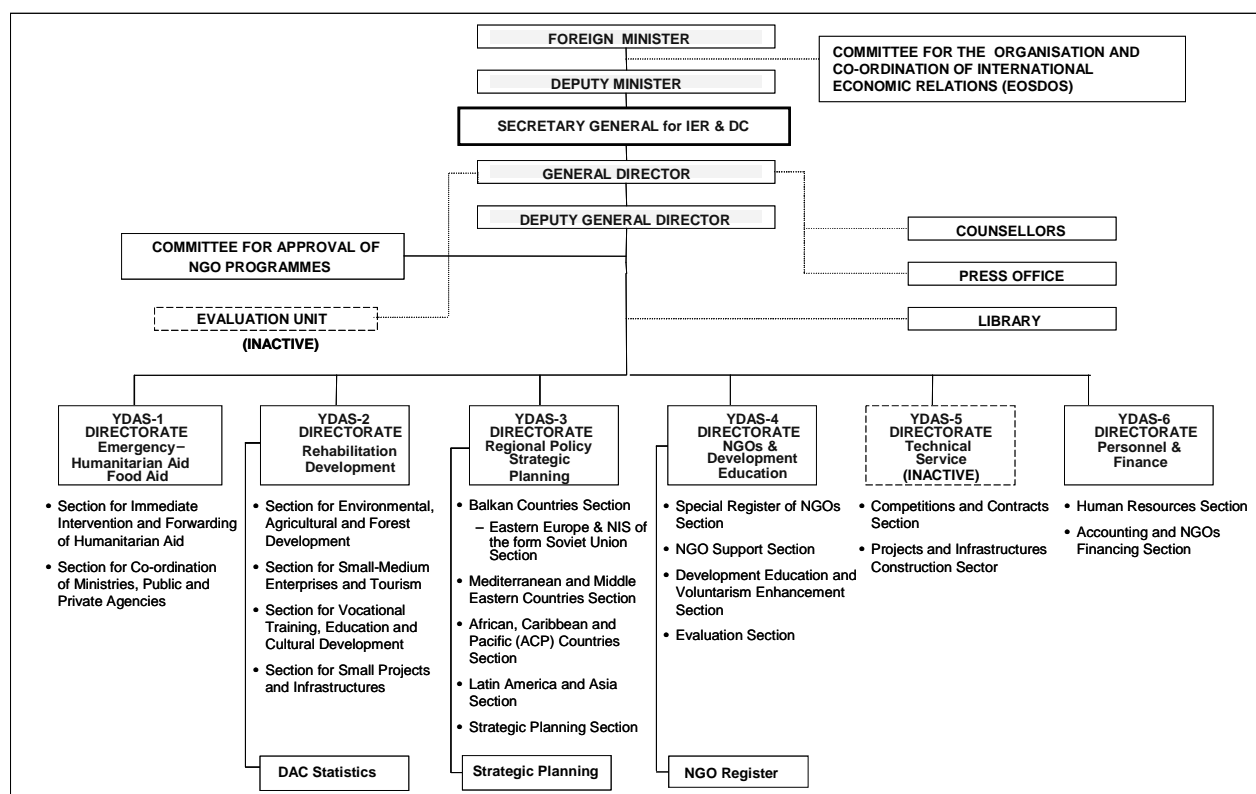 FOREIGN MINISTER
COMMITTEE FOR THE ORGANISATION AND
CO-ORDINATION OF INTERNATIONAL
ECONOMIC RELATIONS (EOSDOS)
DEPUTY MINISTER
SECRETARY GENERAL for IER & DC
GENERAL DIRECTOR
DEPUTY GENERAL DIRECTOR
COMMITTEE FOR APPROVAL OF
NGO PROGRAMMES
COUNSELLORS
PRESS OFFICE
EVALUATION UNIT
(INACTIVE)
LIBRARY
YDAS-1
DIRECTORATE
Emergency–
Humanitarian Aid
Food Aid
• Section for Immediate
Intervention and Forwarding
of Humanitarian Aid
• Section for Co-ordination
of Ministries, Public and
Private Agencies
YDAS-2
DIRECTORATE
Rehabilitation
Development
• Section for Environmental,
Agricultural and Forest
Development
• Section for Small-Medium
Enterprises and Tourism
• Section for Vocational
Training, Education and
Cultural Development
• Section for Small Projects
and Infrastructures
DAC Statistics
YDAS-3
DIRECTORATE
Regional Policy
Strategic
Planning
• Balkan Countries Section
– Eastern Europe & NIS of
the form Soviet Union
Section
• Mediterranean and Middle
Eastern Countries Section
• African, Caribbean and
Pacific (ACP) Countries
Section
• Latin America and Asia
Section
• Strategic Planning Section
Strategic Planning
YDAS-4
DIRECTORATE
NGOs &
Development
Education
• Special Register of NGOs
Section
• NGO Support Section
• Development Education and
Voluntarism Enhancement
Section
• Evaluation Section
NGO Register
YDAS-5
DIRECTORATE
Technical
Service
(INACTIVE)
• Competitions and Contracts
Section
• Projects and Infrastructures
Construction Sector
YDAS-6
DIRECTORATE
Personnel &
Finance
• Human Resources Section
• Accounting and NGOs
Financing Section